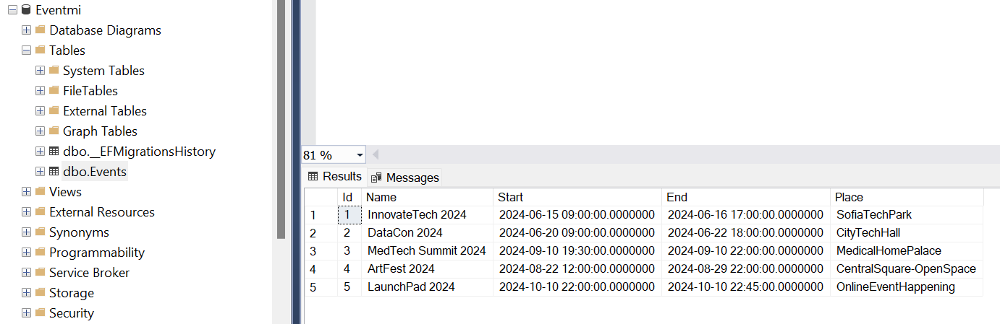 Eventmi
Database Diagrams
Tables
System Tables
FileTables
External Tables
Graph Tables
dbo.__EFMigrationsHistory
dbo.Events
Views
External Resources
Synonyms
Programmability
Service Broker
Storage
Security
81 %
Results Messages
Id Name Start End Place
1 1 InnovateTech 2024 2024-06-15 09:00:00.0000000 2024-06-16 17:00:00.0000000 SofiaTechPark
2 2 DataCon 2024 2024-06-20 09:00:00.0000000 2024-06-22 18:00:00.0000000 CityTechHall
3 3 MedTech Summit 2024 2024-09-10 19:30:00.0000000 2024-09-10 22:00:00.0000000 MedicalHomePalace
4 4 ArtFest 2024 2024-08-22 12:00:00.0000000 2024-08-29 22:00:00.0000000 CentralSquare-OpenSpace
5 5 LaunchPad 2024 2024-10-10 22:00:00.0000000 2024-10-10 22:45:00.0000000 OnlineEventHappening